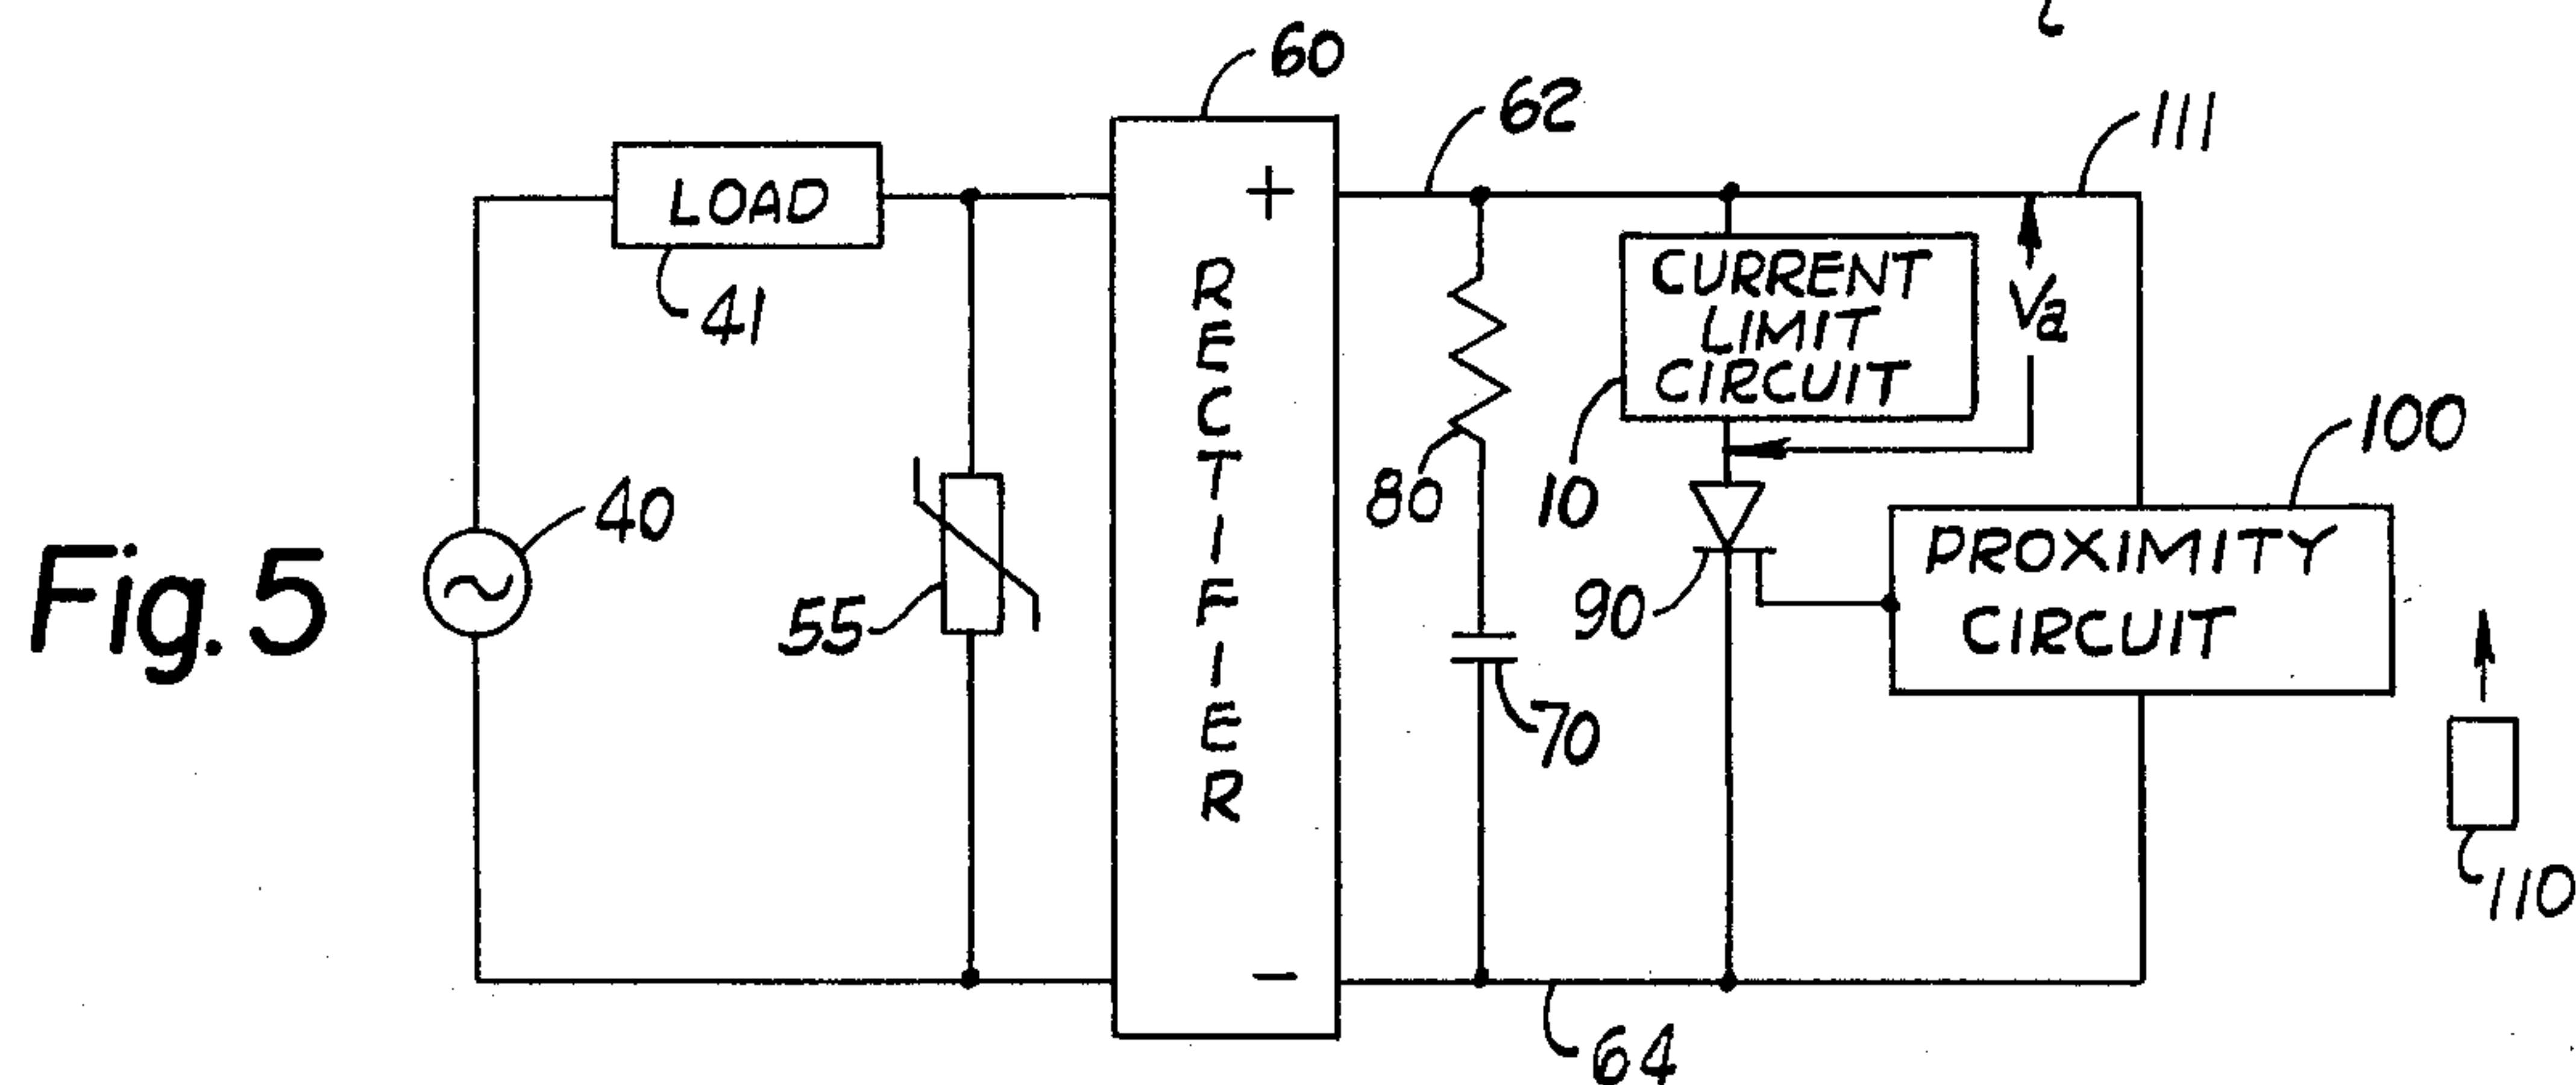 60
62
111
LOAD
+
41
RECTIFIER
CURRENT
LIMIT
CIRCUIT
Va
100
80
10
40
Fig. 5
PROXIMITY
CIRCUIT
55
90
70
110
−
64